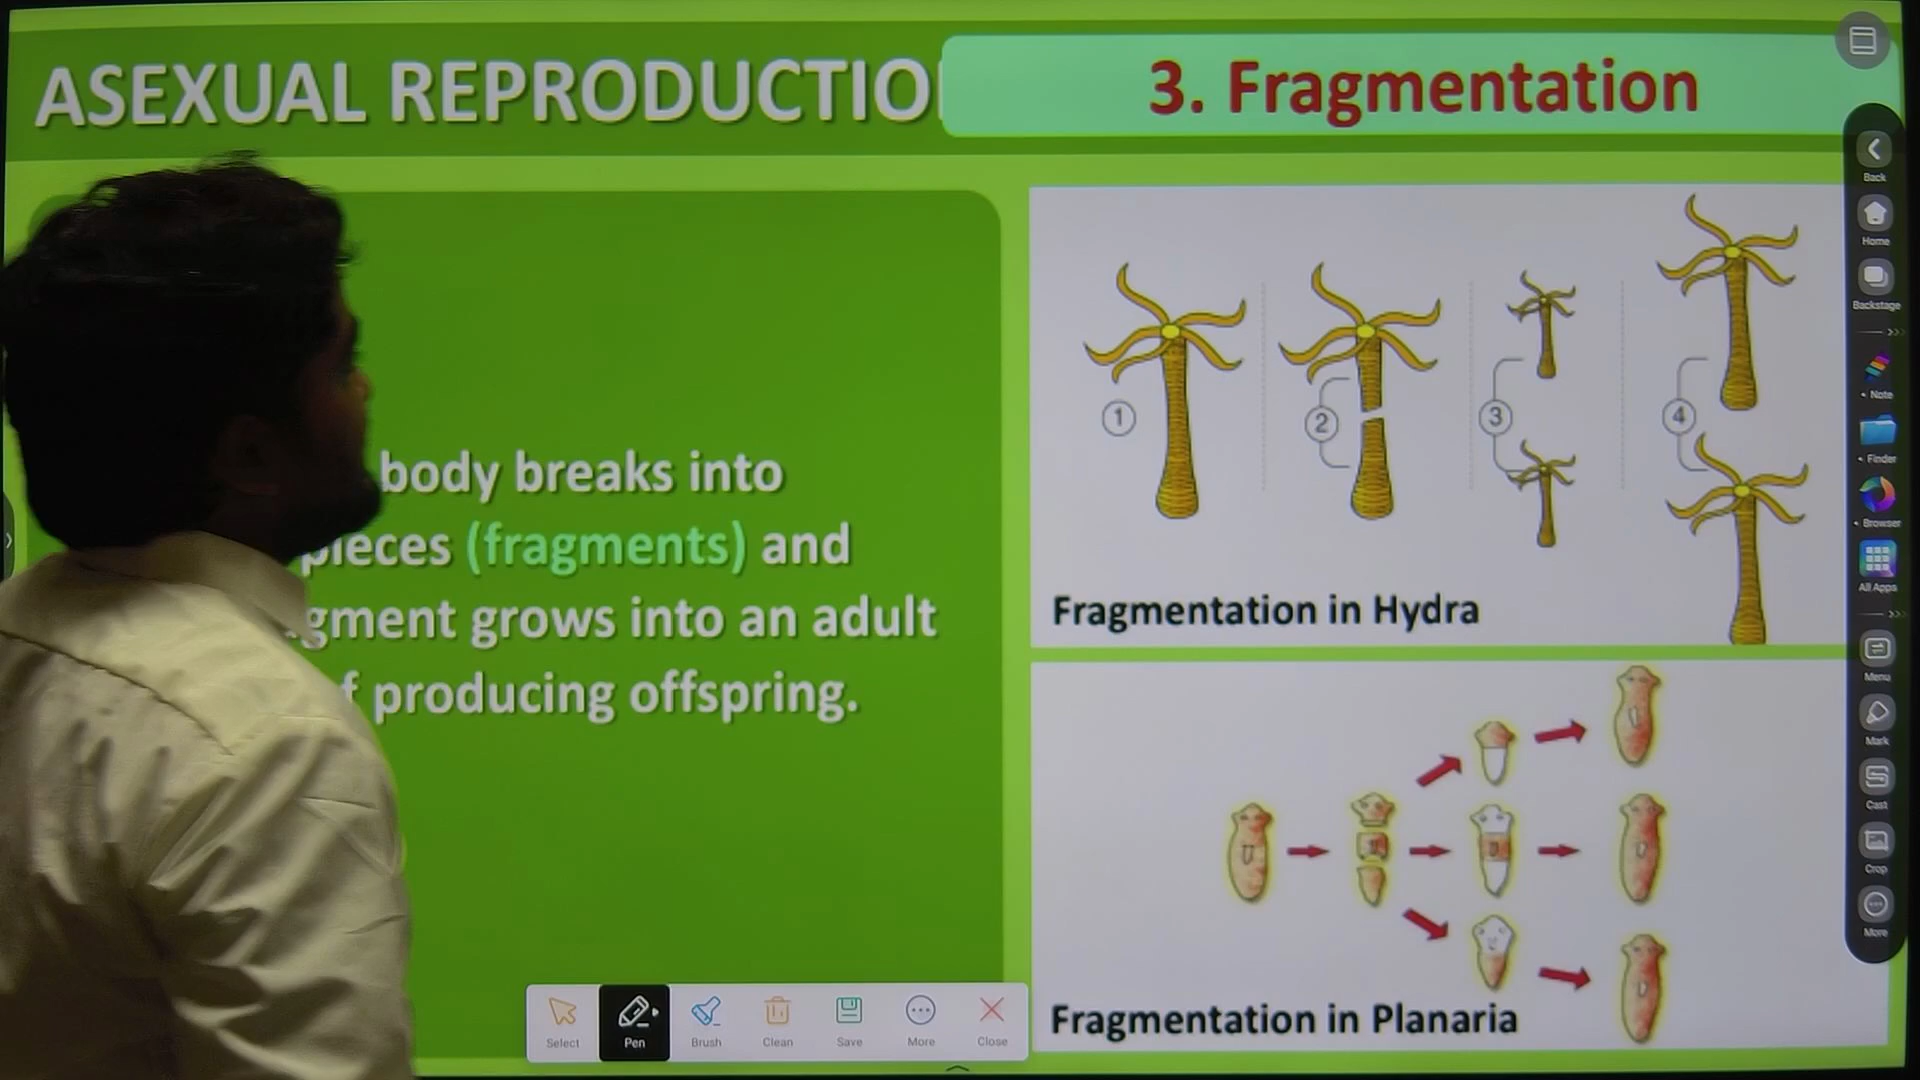 ASEXUAL REPRODUCTIO
3. Fragmentation
body breaks into
pieces (fragments) and
gment grows into an adult
f producing offspring.
1
2
3
4
Fragmentation in Hydra
Fragmentation in Planaria
Back
Home
Backstage
Note
Finder
Browser
All Apps
Menu
Mark
Cast
Crop
More
Select
Pen
Brush
Clean
Save
More
Close